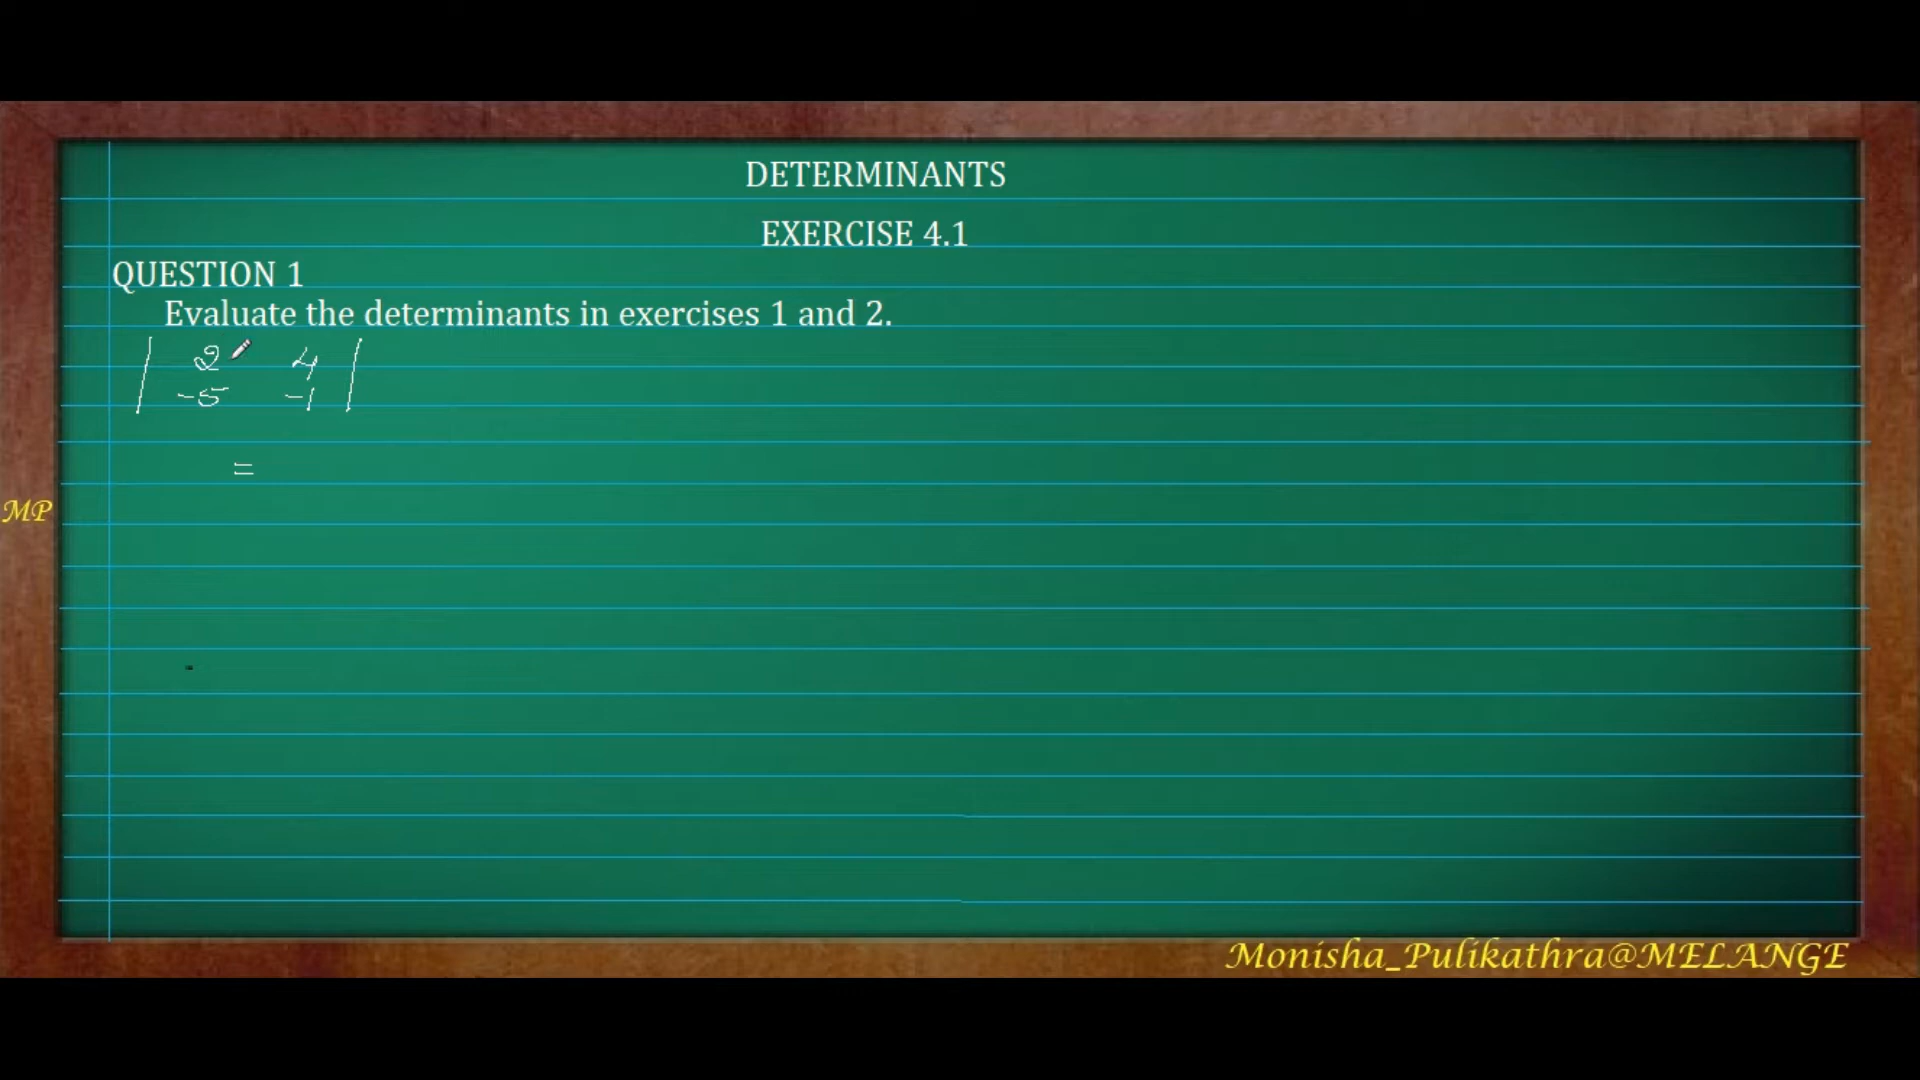 DETERMINANTS
EXERCISE 4.1
QUESTION 1
Evaluate the determinants in exercises 1 and 2.
| 2 4 |
| -5 -1 |
=
MP
Monisha_Pulikathra@MELANGE